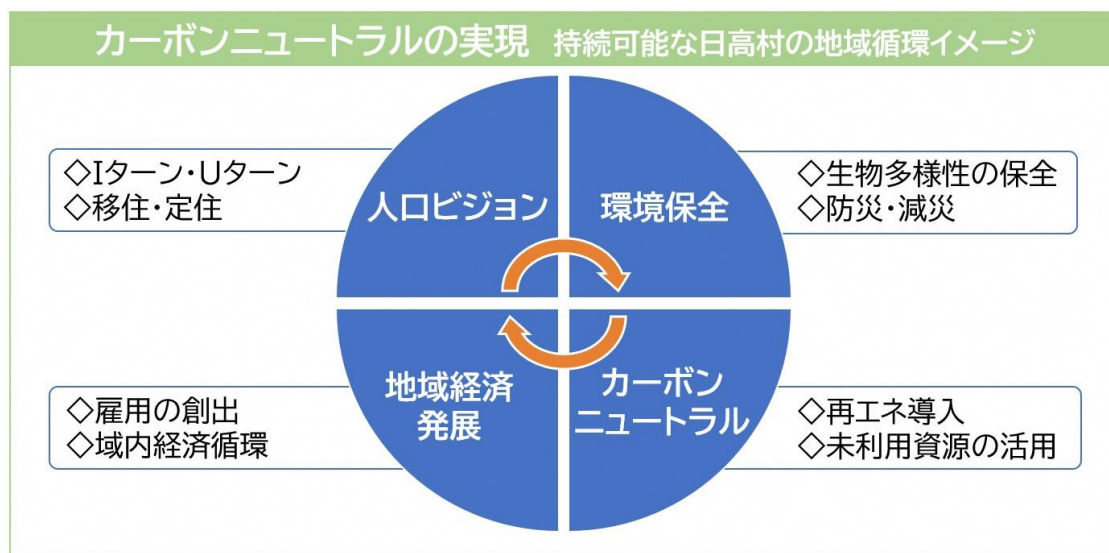 カーボンニュートラルの実現 持続可能な日高村の地域循環イメージ
◇Iターン・Uターン
◇移住・定住
人口ビジョン
環境保全
◇生物多様性の保全
◇防災・減災
◇雇用の創出
◇域内経済循環
地域経済
発展
カーボン
ニュートラル
◇再エネ導入
◇未利用資源の活用